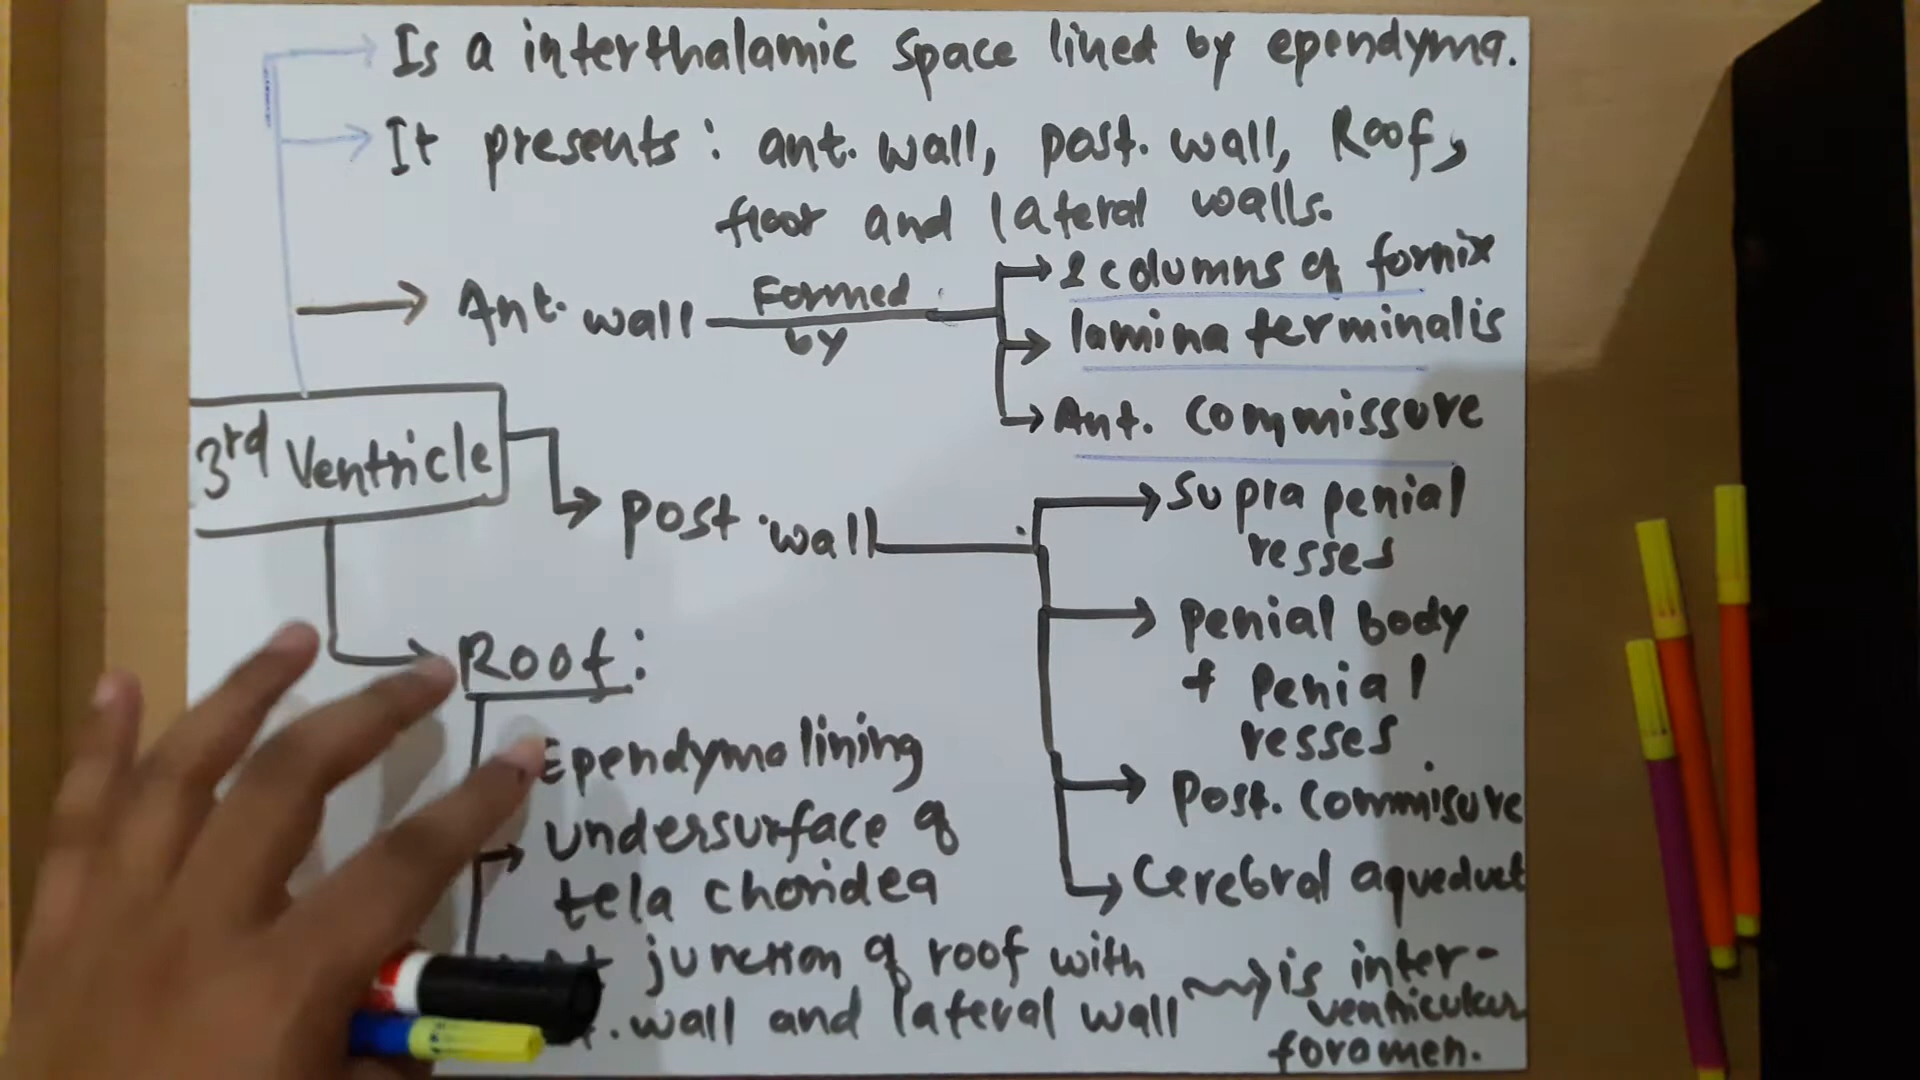 Is a interthalamic space lined by ependyma.
It presents: ant. wall, post. wall, Roof,
floor and lateral walls.
Ant. wall Formed by
2 columns of fornix
lamina terminalis
Ant. commissure
3rd Ventricle
post wall
Supra penial
resses
penial body
+ Penial
resses
Post. commisure
Cerebral aqueduct
Roof:
Ependyma lining
undersurface of
tela choridea
junction of roof with
wall and lateral wall
is inter-
ventricular
foramen.